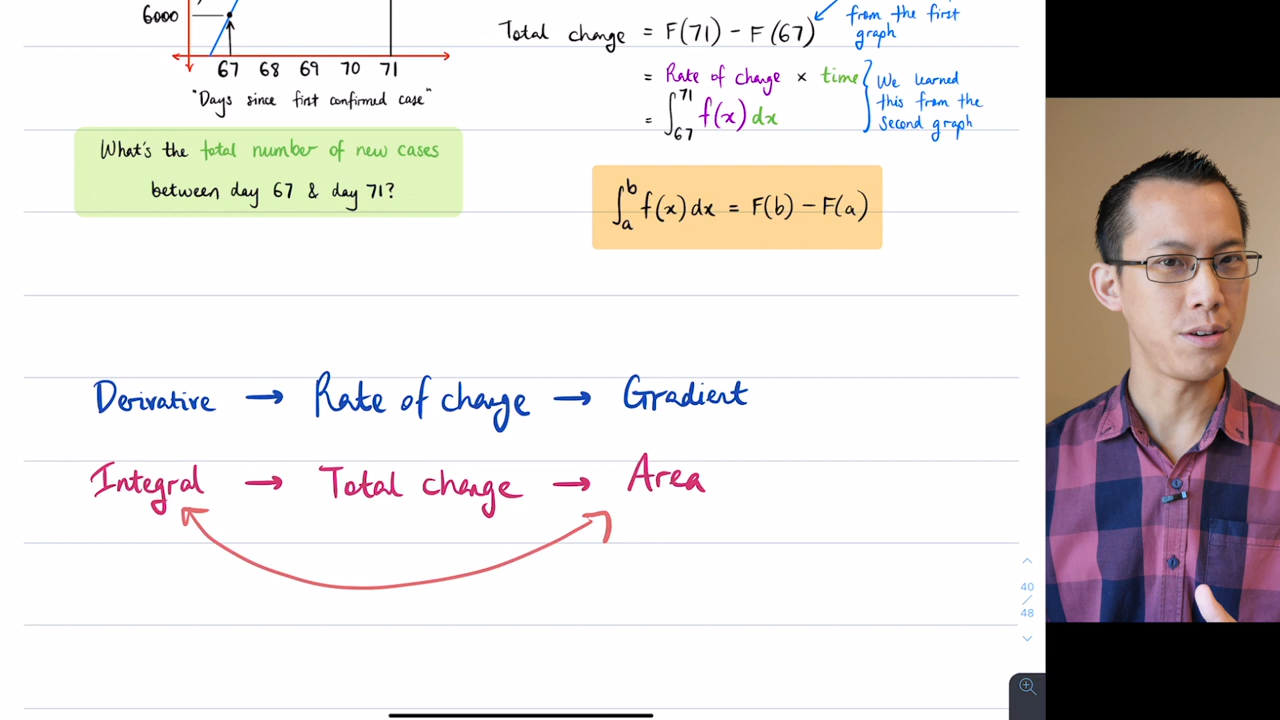 6000
67 68 69 70 71
"Days since first confirmed case"
What's the total number of new cases
between day 67 & day 71?
Total change = F(71) - F(67)
from the first
graph
= Rate of change × time
= ∫₆₇⁷¹ f(x) dx
We learned
this from the
second graph
∫ₐᵇ f(x) dx = F(b) - F(a)
Derivative → Rate of change → Gradient
Integral → Total change → Area
40
/
48